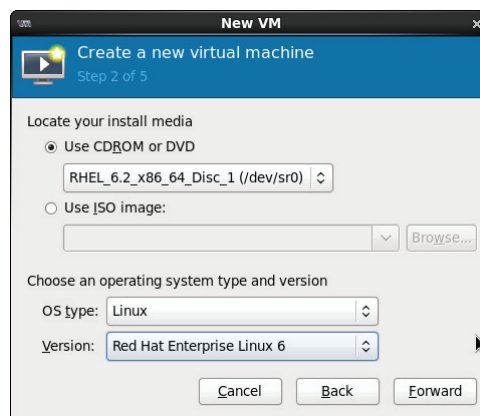 New VM
Create a new virtual machine
Step 2 of 5
Locate your install media
Use CDROM or DVD
RHEL_6.2_x86_64_Disc_1 (/dev/sr0)
Use ISO image:
Browse...
Choose an operating system type and version
OS type: Linux
Version: Red Hat Enterprise Linux 6
Cancel Back Forward